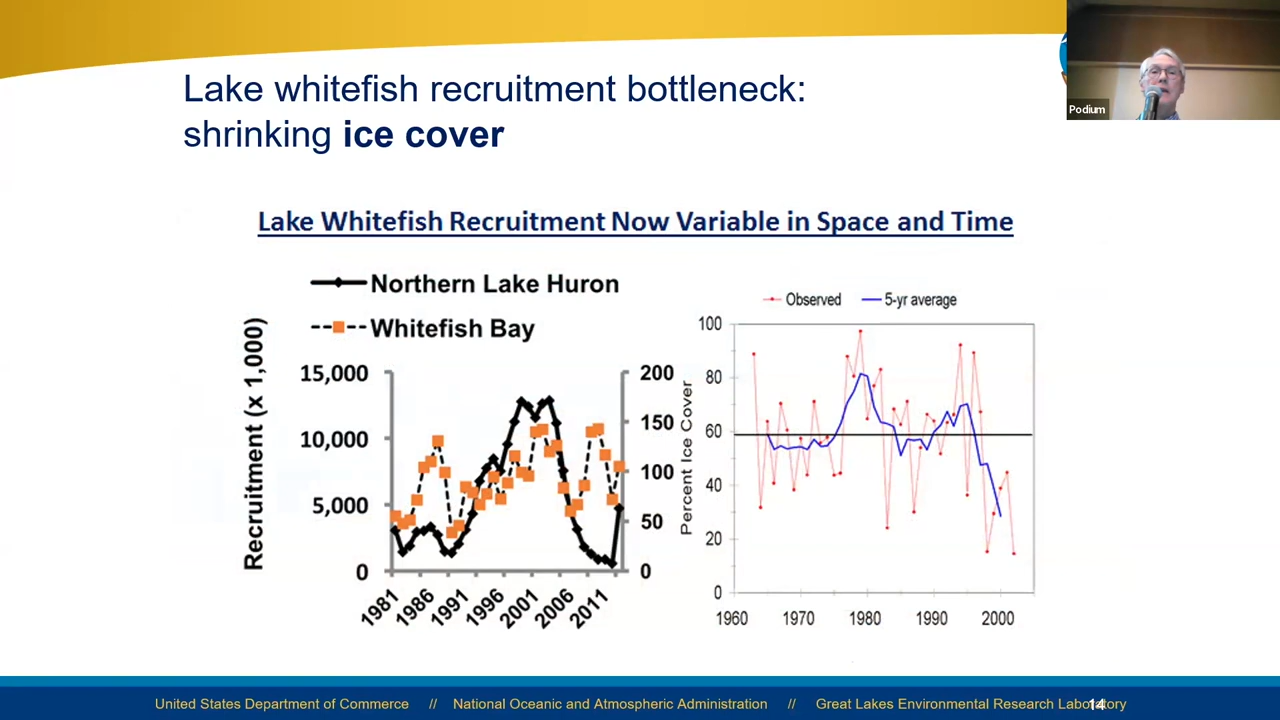 Lake whitefish recruitment bottleneck:
shrinking ice cover
Podium
Lake Whitefish Recruitment Now Variable in Space and Time
Northern Lake Huron
Whitefish Bay
Recruitment (x 1,000)
15,000
10,000
5,000
0
200
150
100
50
0
1981
1986
1991
1996
2001
2006
2011
Observed
5-yr average
Percent Ice Cover
100
80
60
40
20
0
1960
1970
1980
1990
2000
United States Department of Commerce // National Oceanic and Atmospheric Administration // Great Lakes Environmental Research Laboratory
14